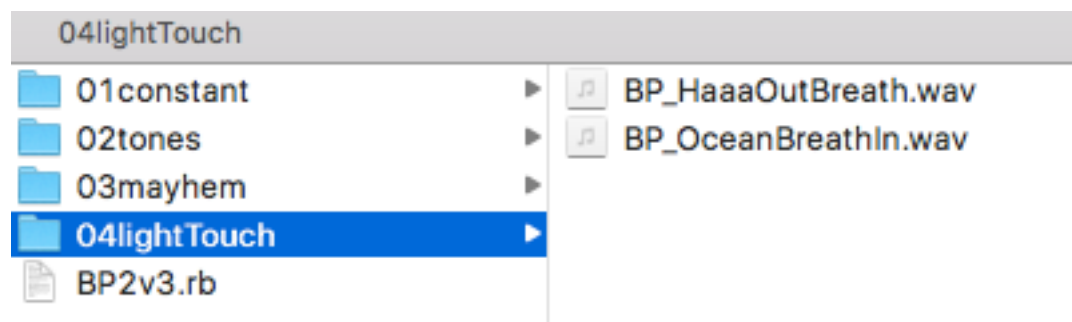 04lightTouch
01constant
02tones
03mayhem
04lightTouch
BP2v3.rb
BP_HaaaOutBreath.wav
BP_OceanBreathIn.wav